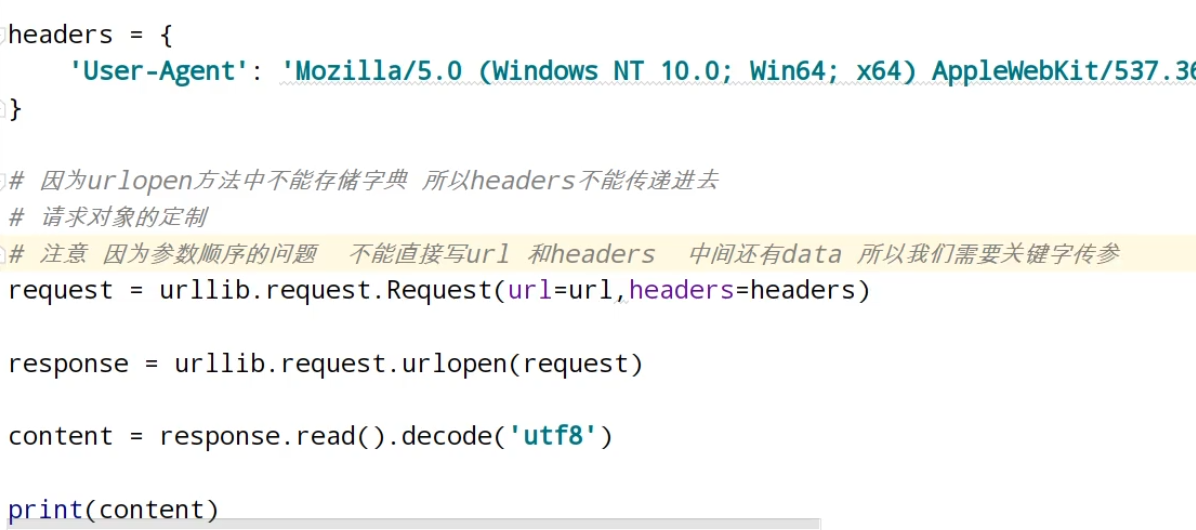 headers = {
'User-Agent': 'Mozilla/5.0 (Windows NT 10.0; Win64; x64) AppleWebKit/537.36
}
# 因为urlopen方法中不能存储字典 所以headers不能传递进去
# 请求对象的定制
# 注意 因为参数顺序的问题 不能直接写url 和headers 中间还有data 所以我们需要关键字传参
request = urllib.request.Request(url=url,headers=headers)
response = urllib.request.urlopen(request)
content = response.read().decode('utf8')
print(content)